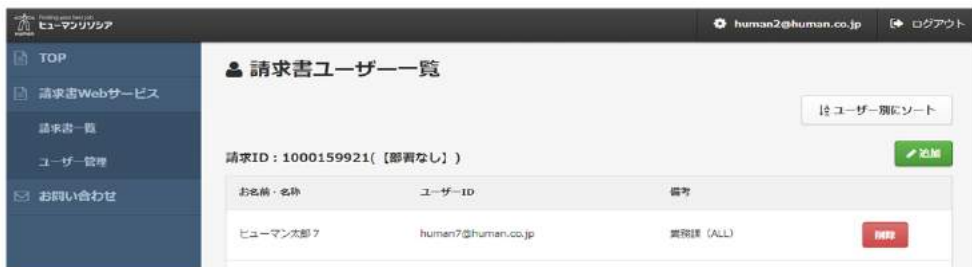 Finding your best job
ヒューマンリソシア
human2@human.co.jp ログアウト
TOP
請求書Webサービス
請求書一覧
ユーザー管理
お問い合わせ
請求書ユーザー一覧
ユーザー別にソート
請求ID：1000159921(【部署なし】)
追加
お名前・名称 ユーザーID 備考
ヒューマン太郎７ human7@human.co.jp 業務課（ALL） 削除